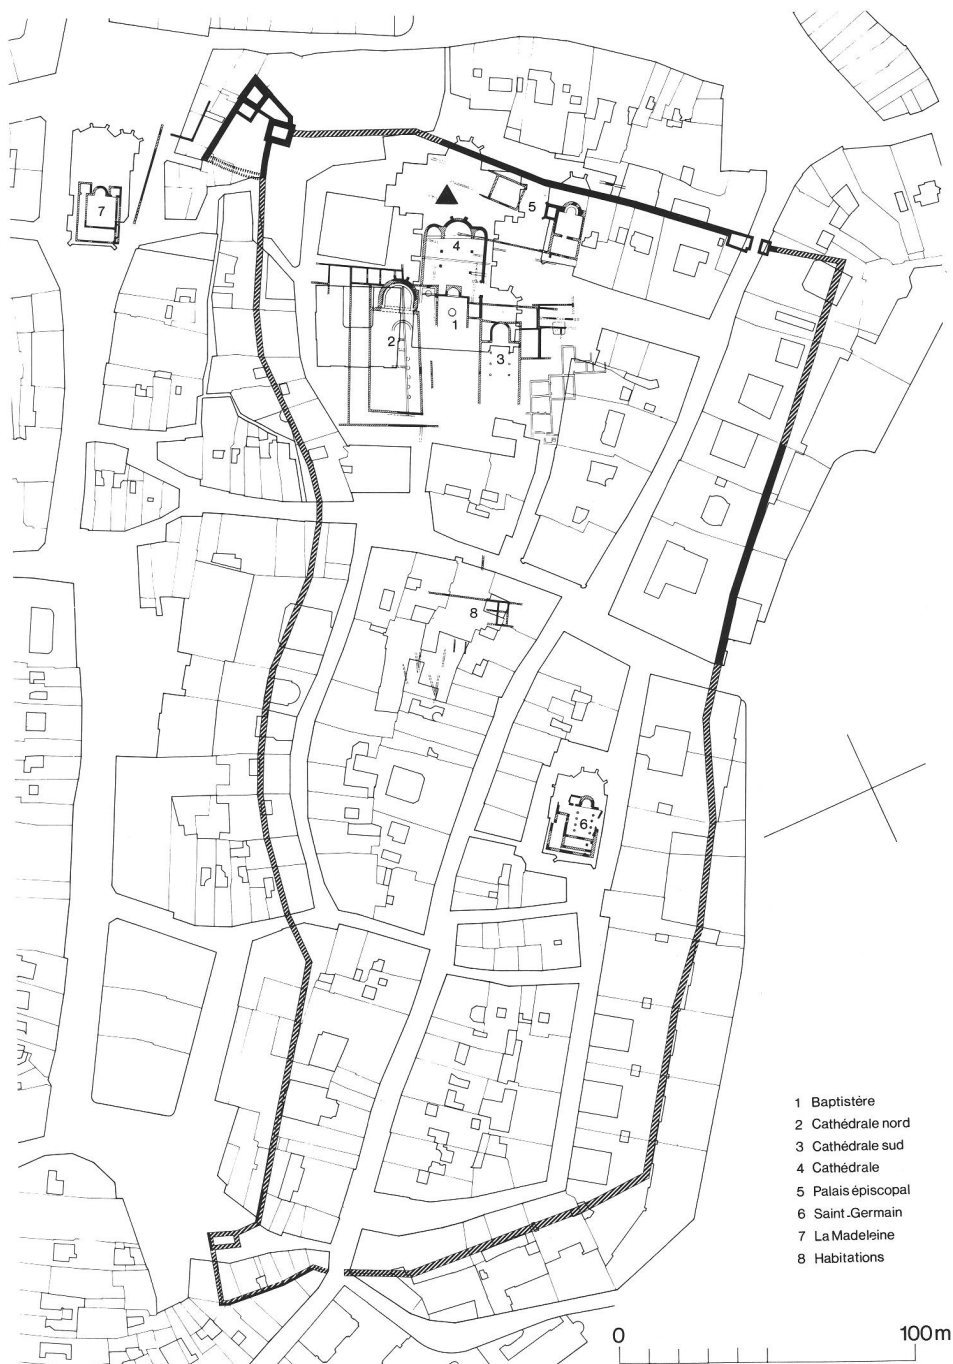 7
5
4
1
2
3
8
6
1 Baptistère
2 Cathédrale nord
3 Cathédrale sud
4 Cathédrale
5 Palais épiscopal
6 Saint-Germain
7 La Madeleine
8 Habitations
0 100m